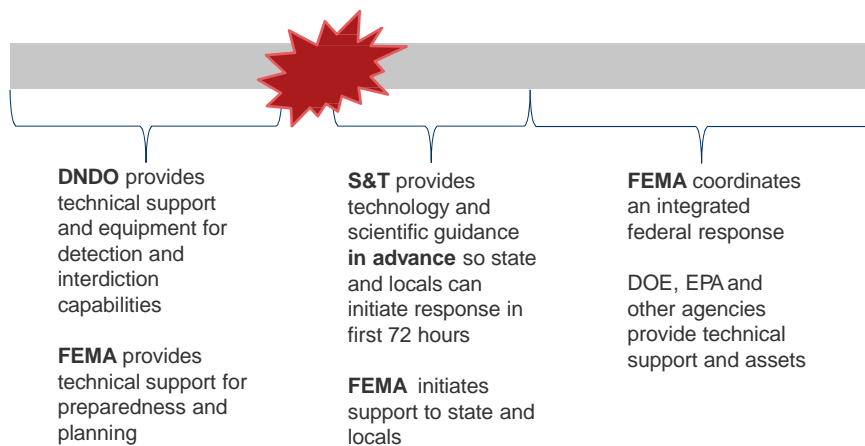 DNDO provides
technical support
and equipment for
detection and
interdiction
capabilities
FEMA provides
technical support for
preparedness and
planning
S&T provides
technology and
scientific guidance
in advance so state
and locals can
initiate response in
first 72 hours
FEMA initiates
support to state and
locals
FEMA coordinates
an integrated
federal response
DOE, EPA and
other agencies
provide technical
support and assets